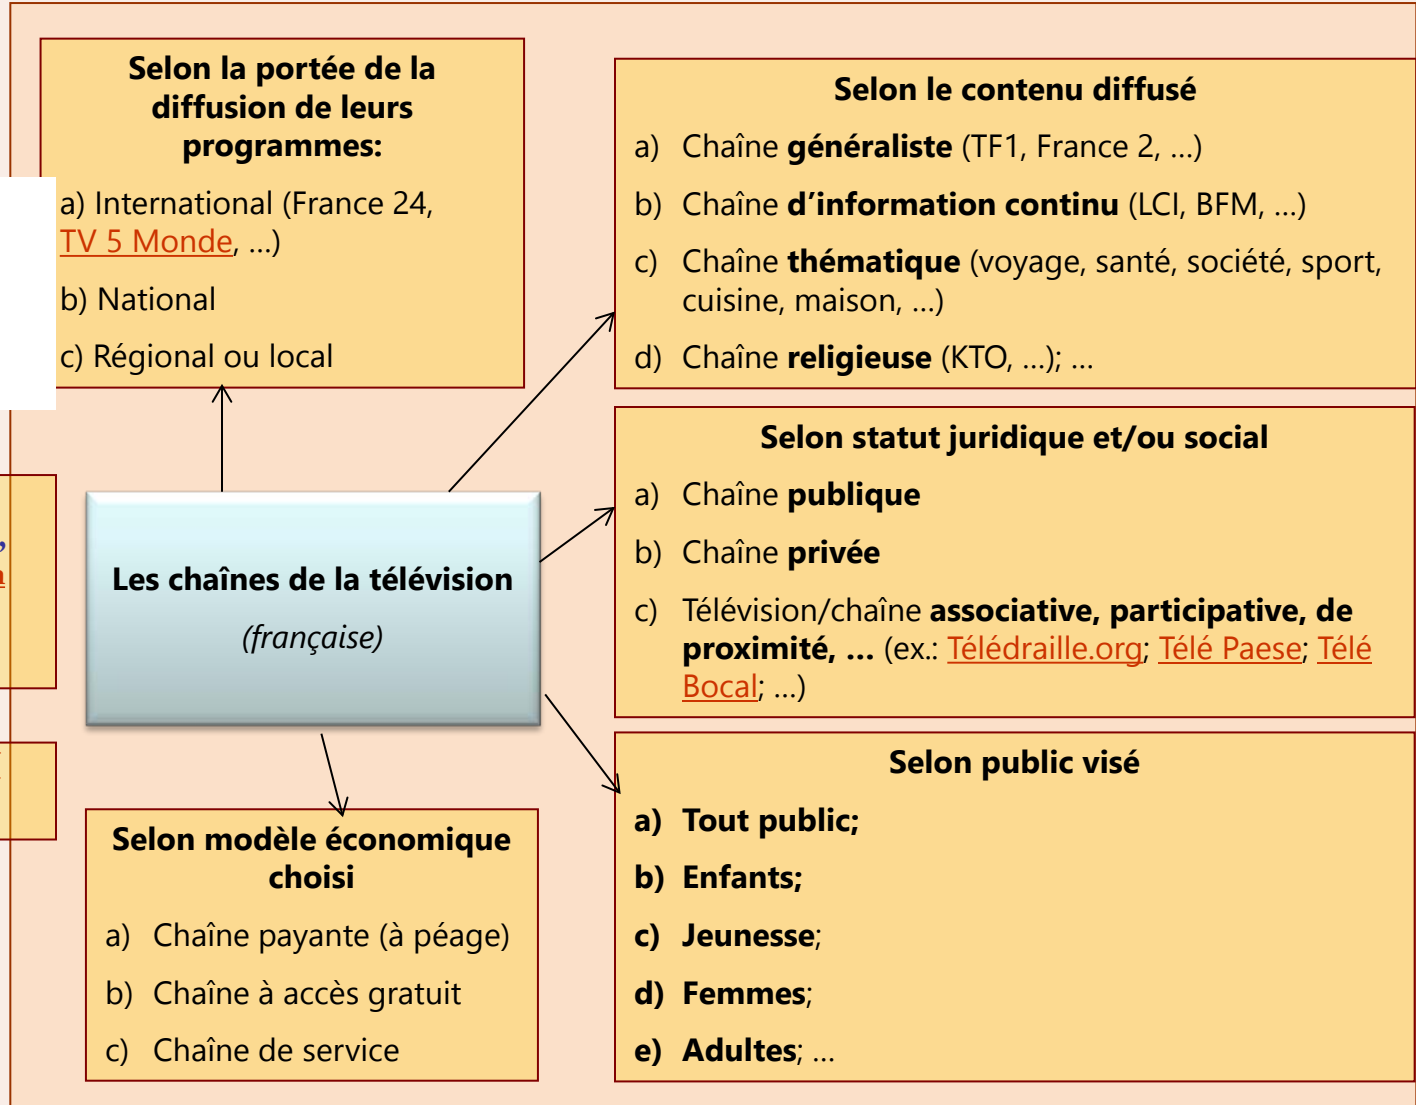 Selon la portée de la
diffusion de leurs
programmes:
a) International (France 24,
TV 5 Monde, ...)
b) National
c) Régional ou local
Selon le contenu diffusé
a) Chaîne généraliste (TF1, France 2, ...)
b) Chaîne d'information continu (LCI, BFM, ...)
c) Chaîne thématique (voyage, santé, société, sport,
cuisine, maison, ...)
d) Chaîne religieuse (KTO, ...); ...
Selon statut juridique et/ou social
a) Chaîne publique
b) Chaîne privée
c) Télévision/chaîne associative, participative, de
proximité, ... (ex.: Télédraille.org; Télé Paese; Télé
Bocal; ...)
Les chaînes de la télévision
(française)
Selon modèle économique
choisi
a) Chaîne payante (à péage)
b) Chaîne à accès gratuit
c) Chaîne de service
Selon public visé
a) Tout public;
b) Enfants;
c) Jeunesse;
d) Femmes;
e) Adultes; ...